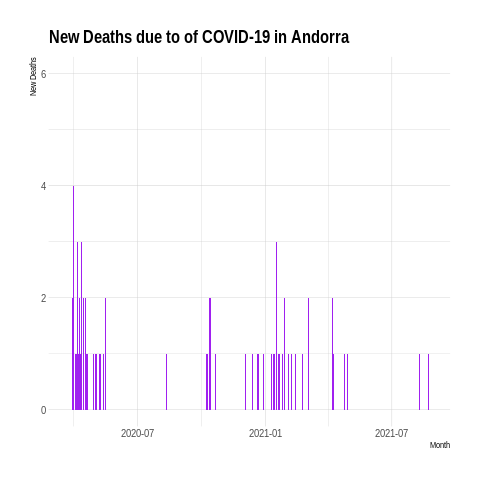 New Deaths due to of COVID-19 in Andorra
New Deaths
6
4
2
0
2020-07
2021-01
2021-07
Month